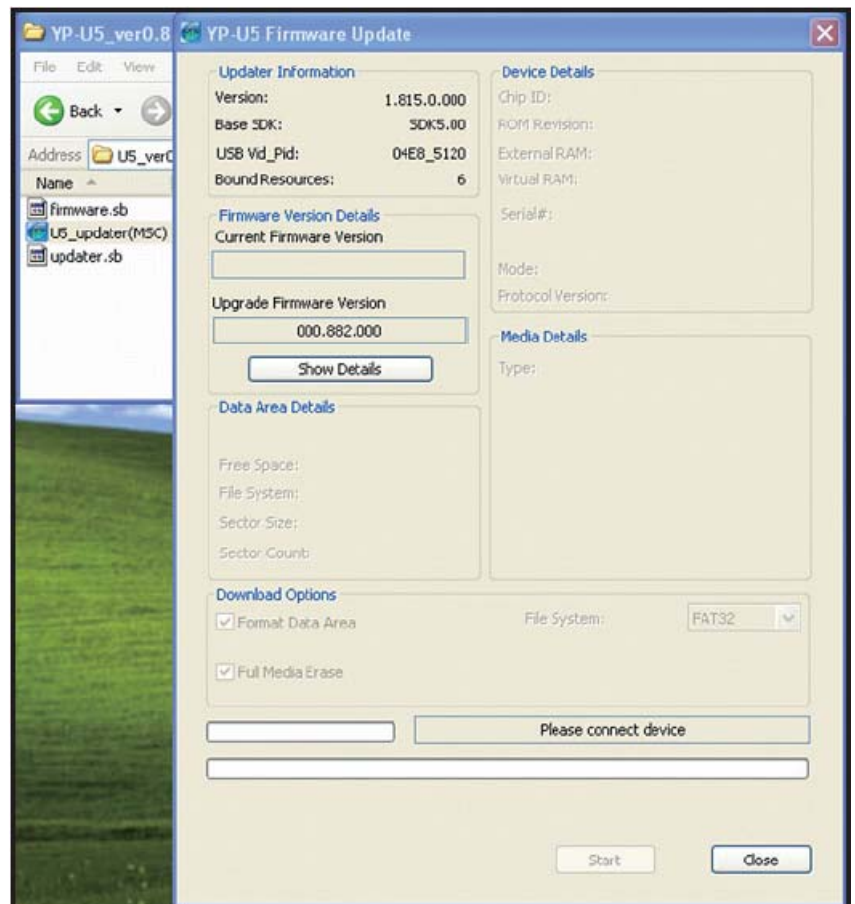 YP-U5_ver0.8
File Edit View
Back
Address U5_ver0
Name
firmware.sb
U5_updater(MSC)
updater.sb
YP-U5 Firmware Update
Updater Information
Version: 1.815.0.000
Base SDK: SDK5.00
USB Vid_Pid: 04E8_5120
Bound Resources: 6
Firmware Version Details
Current Firmware Version
Upgrade Firmware Version
000.882.000
Show Details
Data Area Details
Free Space:
File System:
Sector Size:
Sector Count:
Device Details
Chip ID:
ROM Revision:
External RAM:
Virtual RAM:
Serial#:
Mode:
Protocol Version:
Media Details
Type:
Download Options
Format Data Area
File System: FAT32
Full Media Erase
Please connect device
Start
Close